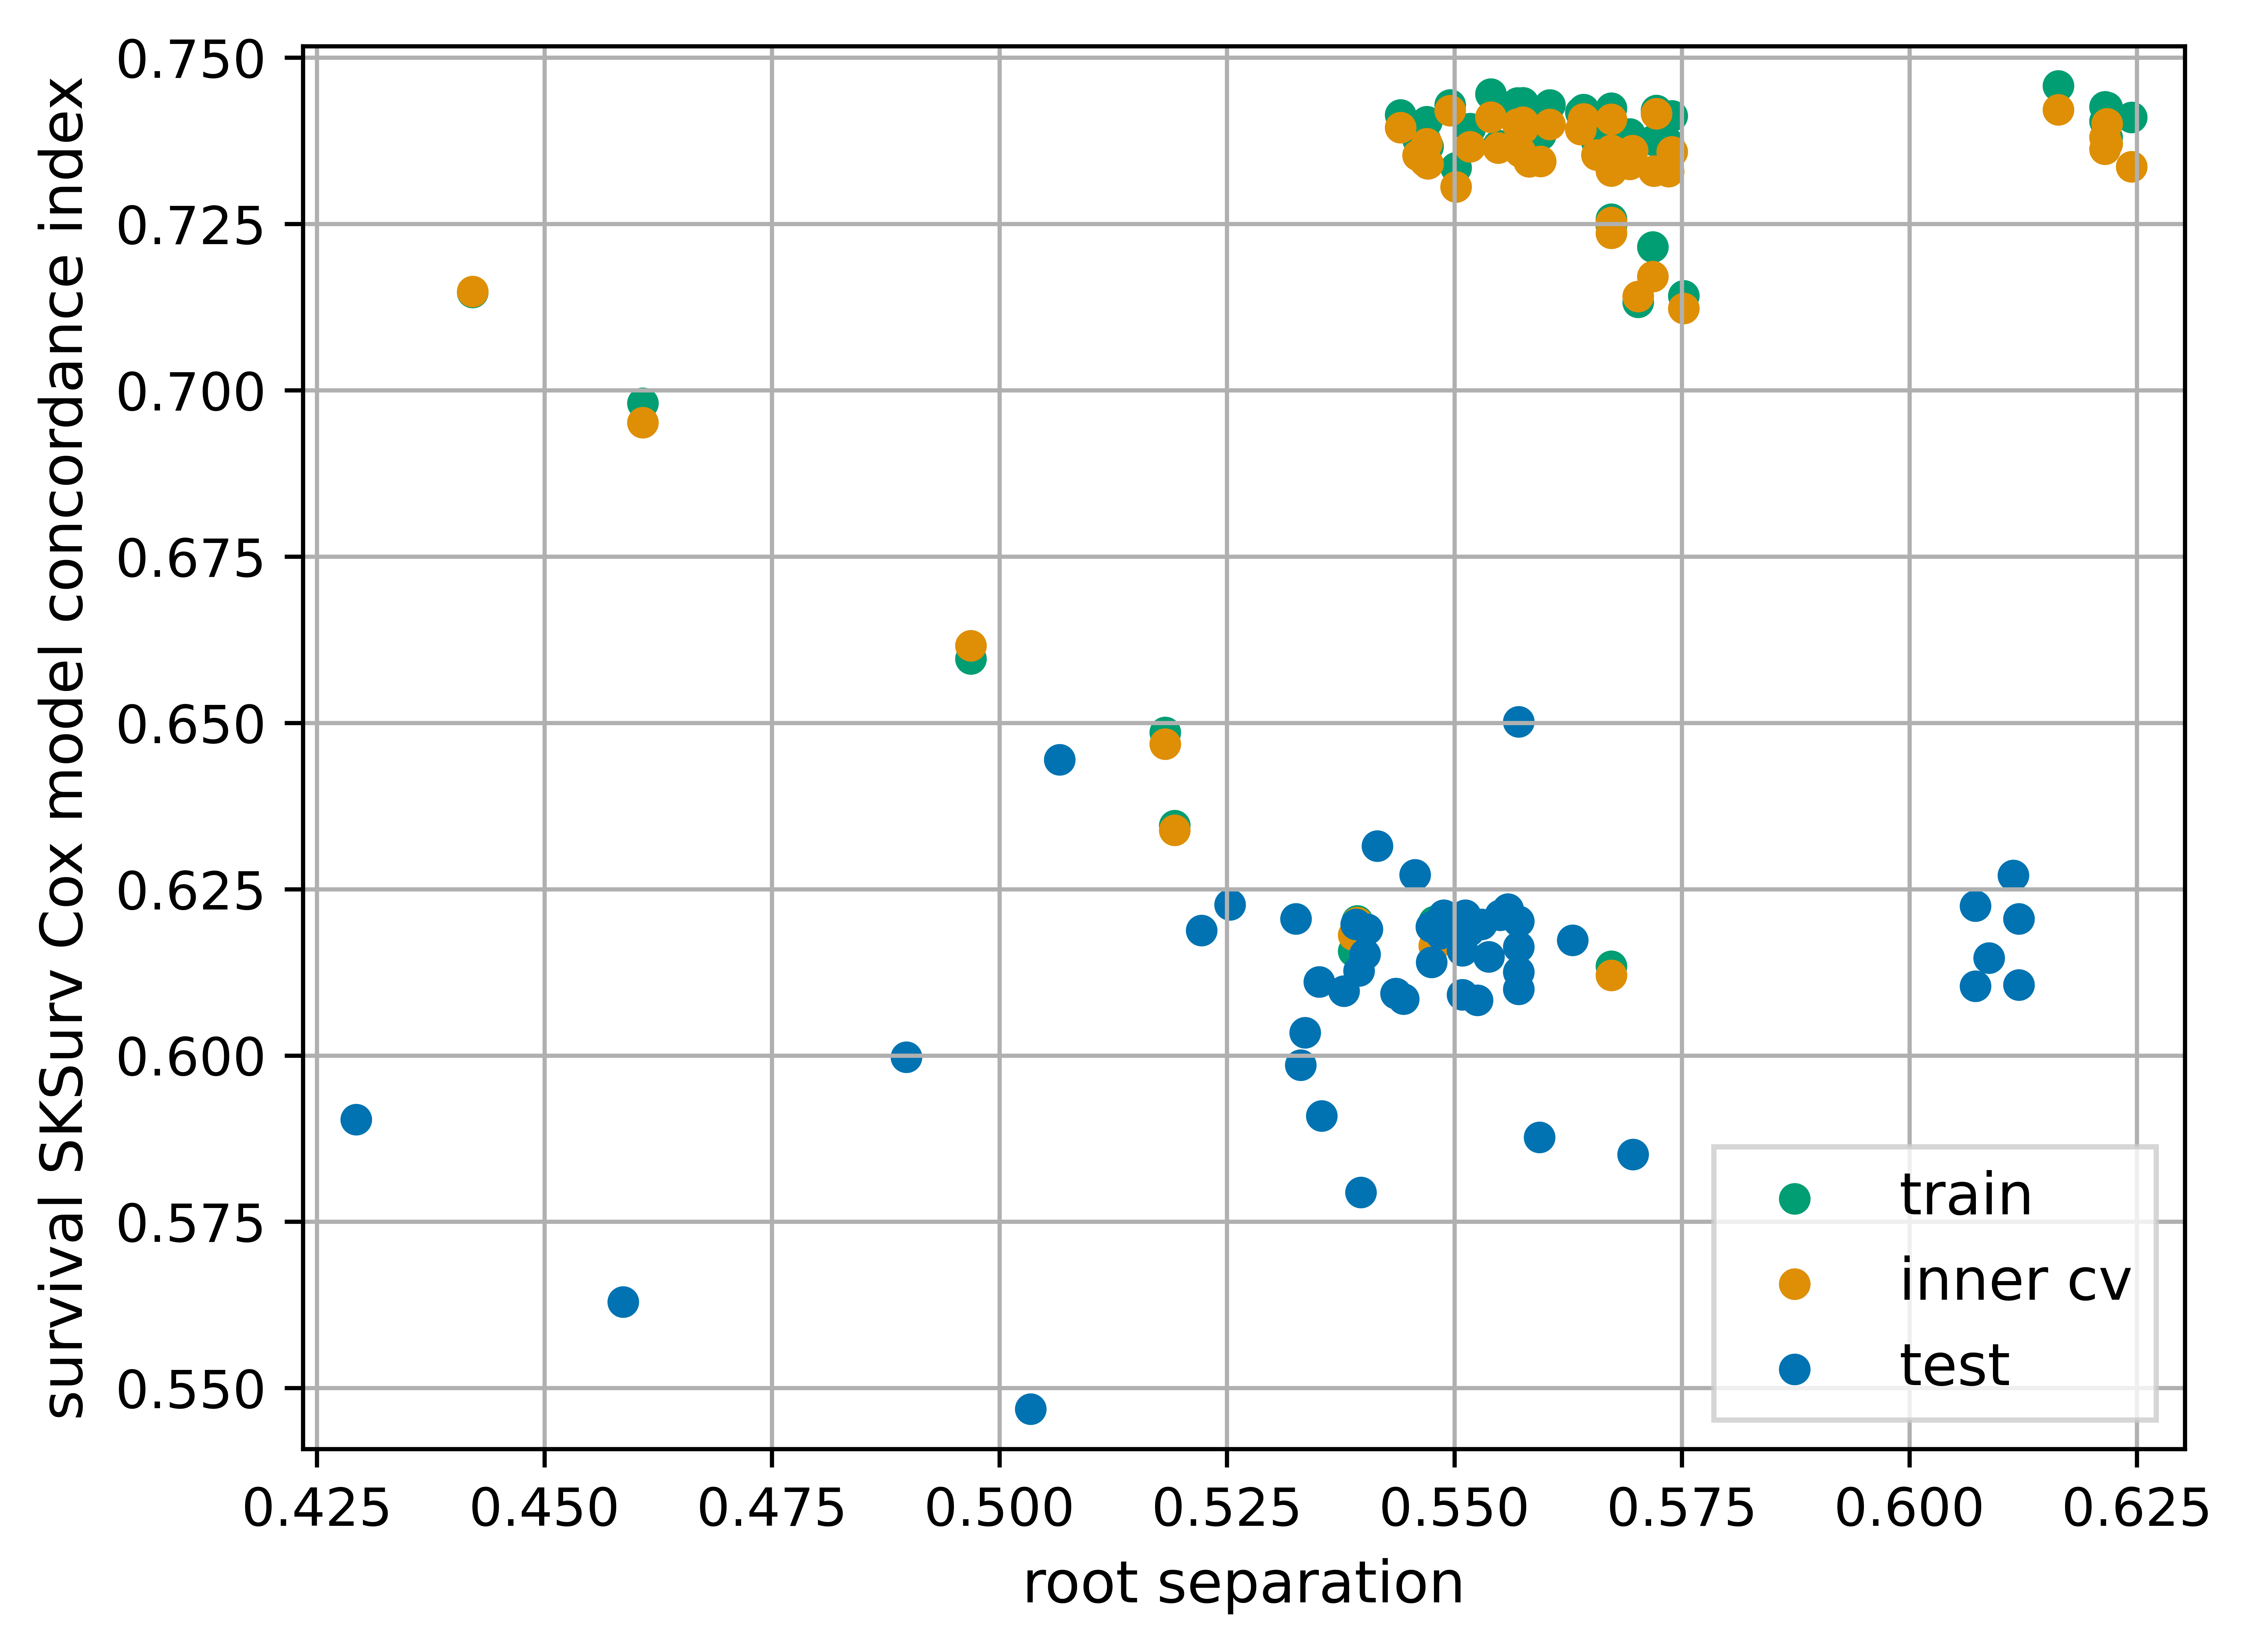 survival SKSurv Cox model concordance index
0.750
0.725
0.700
0.675
0.650
0.625
0.600
0.575
0.550
train
inner cv
test
0.425 0.450 0.475 0.500 0.525 0.550 0.575 0.600 0.625
root separation